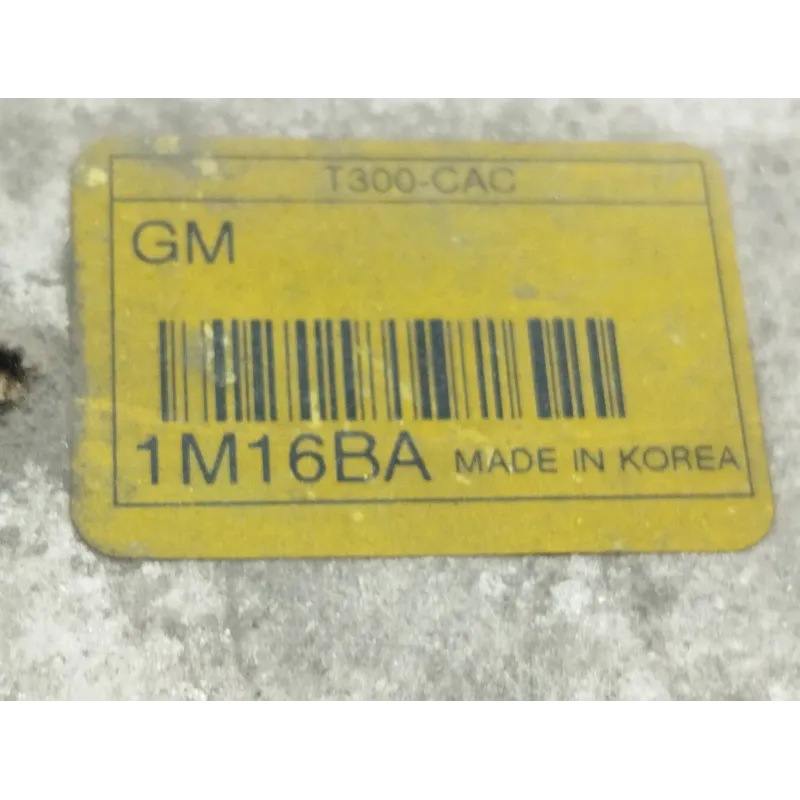 T300-CAC
GM
1M16BA MADE IN KOREA